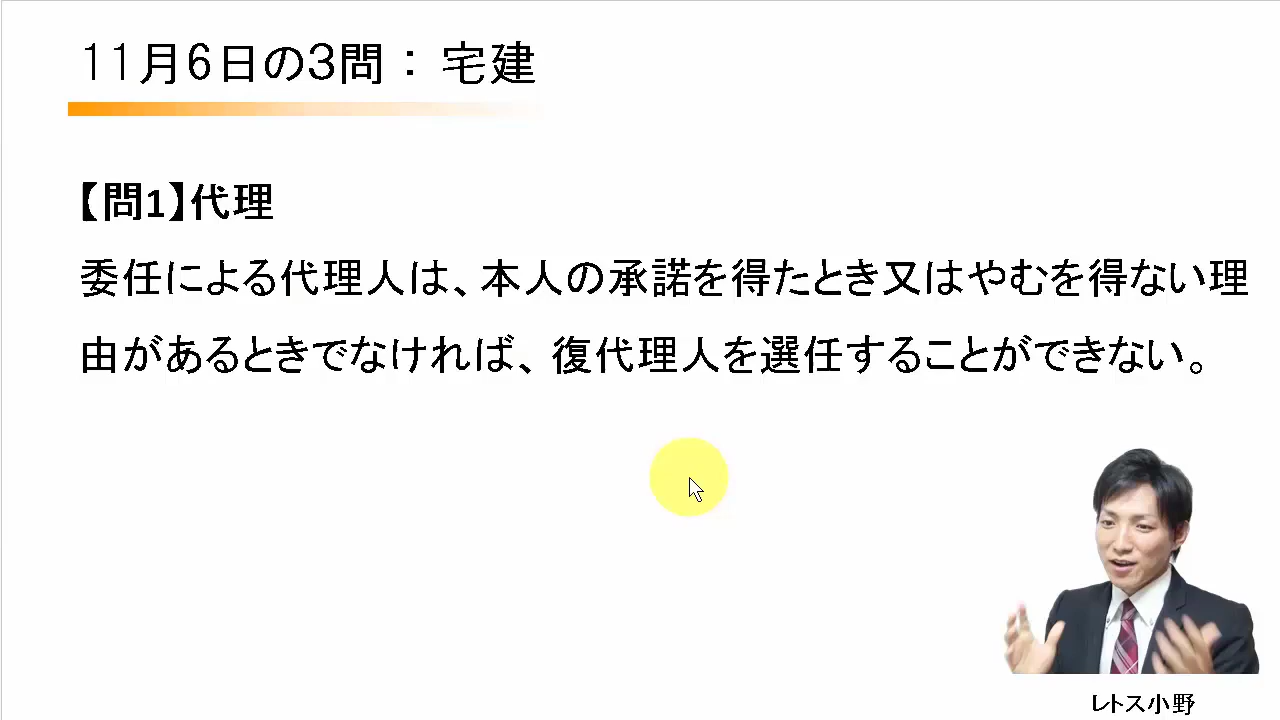 11月6日の3問：宅建
【問1】代理
委任による代理人は、本人の承諾を得たとき又はやむを得ない理
由があるときでなければ、復代理人を選任することができない。
レトス小野